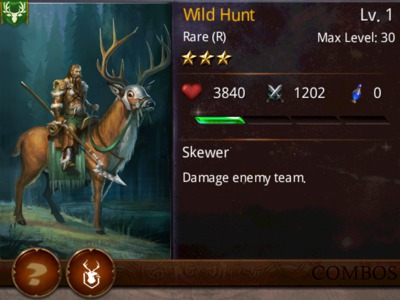 Wild Hunt Lv. 1
Rare (R) Max Level: 30
3840 1202 0
Skewer
Damage enemy team.
? COMBOS